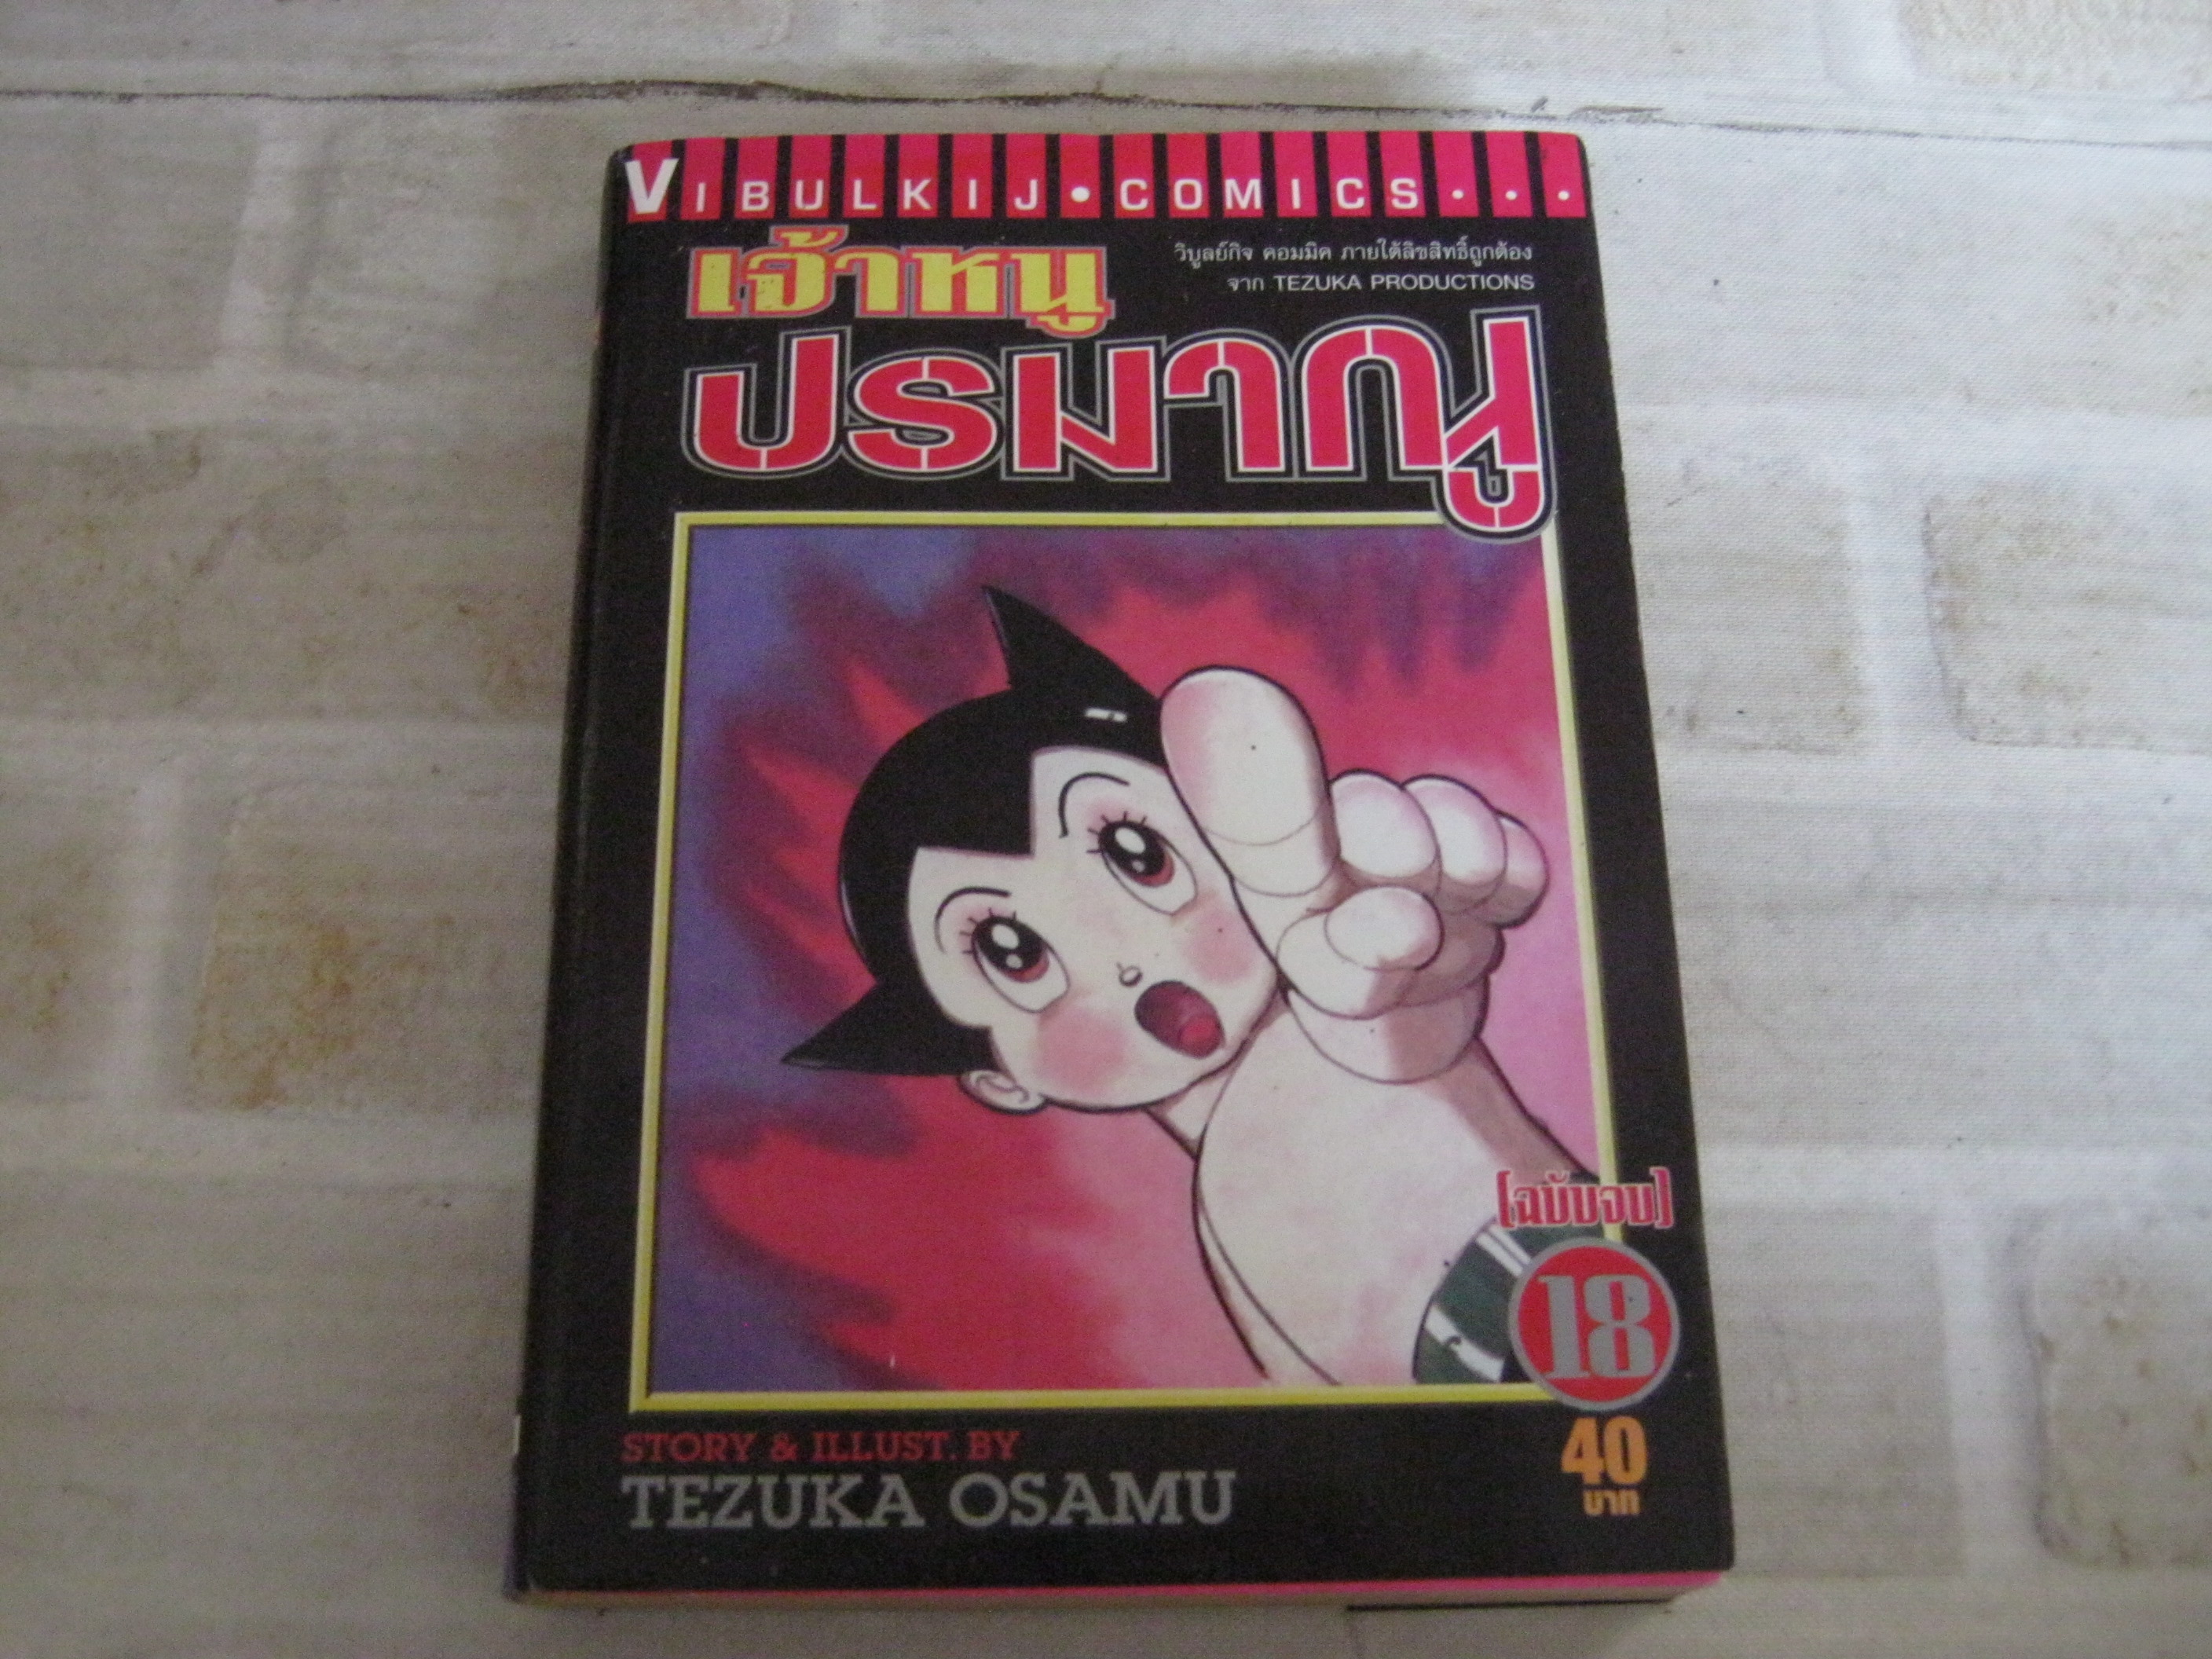 VIBULKIJ•COMICS...
เจ้าหนู
วิบูลย์กิจ คอมมิค ภายใต้ลิขสิทธิ์ถูกต้อง
จาก TEZUKA PRODUCTIONS
ปรมาณู
[ฉบับจบ]
18
40
บาท
STORY & ILLUST. BY
TEZUKA OSAMU